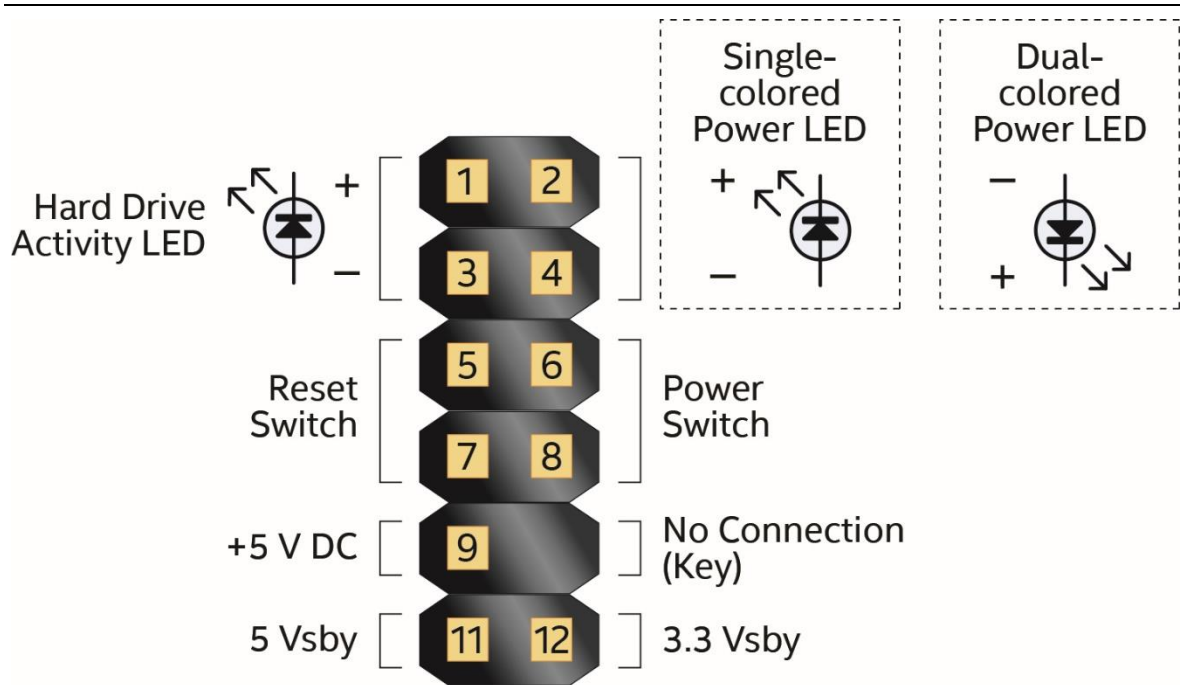 Single-
colored
Power LED
Dual-
colored
Power LED
Hard Drive
Activity LED
+
−
1 2
3 4
+
−
−
+
Reset
Switch
5 6
7 8
Power
Switch
+5 V DC
9
No Connection
(Key)
5 Vsby
11 12
3.3 Vsby